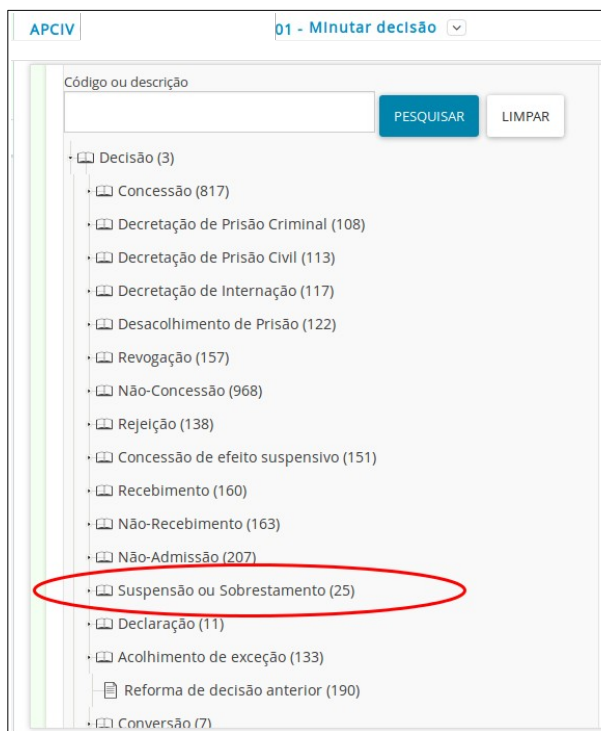 APCIV 01 - Minutar decisão
Código ou descrição
PESQUISAR LIMPAR
Decisão (3)
Concessão (817)
Decretação de Prisão Criminal (108)
Decretação de Prisão Civil (113)
Decretação de Internação (117)
Desacolhimento de Prisão (122)
Revogação (157)
Não-Concessão (968)
Rejeição (138)
Concessão de efeito suspensivo (151)
Recebimento (160)
Não-Recebimento (163)
Não-Admissão (207)
Suspensão ou Sobrestamento (25)
Declaração (11)
Acolhimento de exceção (133)
Reforma de decisão anterior (190)
Conversão (7)